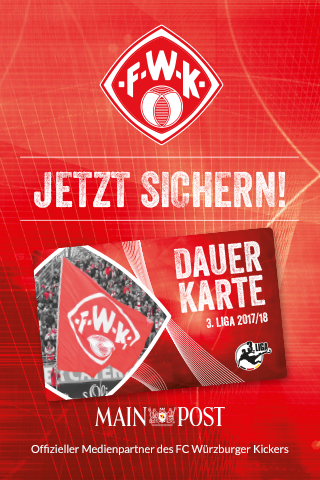 F.W.K.
JETZT SICHERN!
F.W.K.
DAUER
KARTE
3. LIGA 2017/18
3. LIGA
MAIN POST
Offizieller Medienpartner des FC Würzburger Kickers